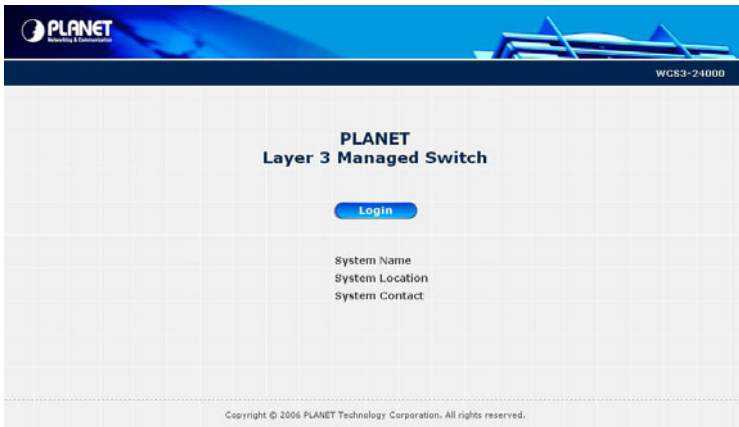 PLANET
Networking & Communication
WGS3-24000
PLANET
Layer 3 Managed Switch
Login
System Name
System Location
System Contact
Copyright © 2006 PLANET Technology Corporation. All rights reserved.